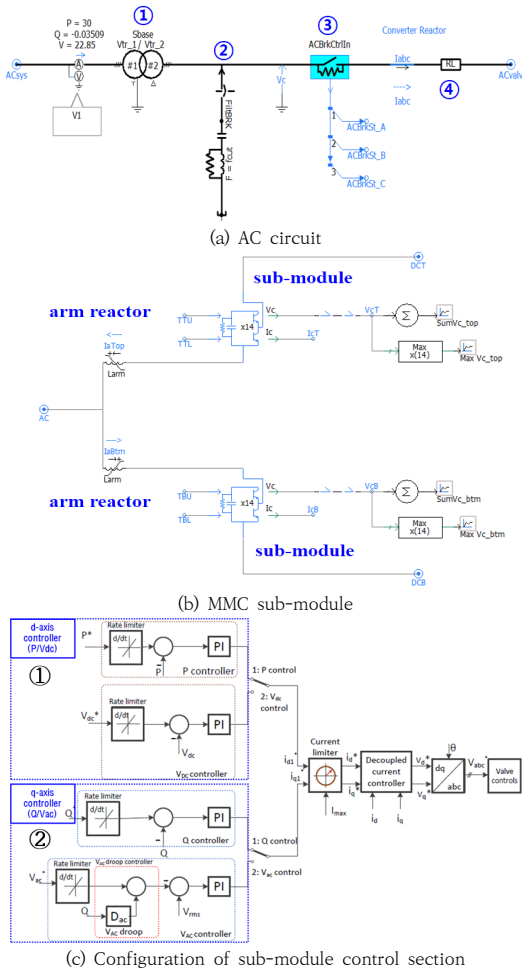 ①
P = 30
Q = -0.03509
V = 22.85
Sbase
Vtr_1/ Vtr_2
②
③
ACBrkCtrlIn
Converter Reactor
ACsys
A
V
#1
#2
Vc
Iabc
RL
ACvalv
Iabc
④
V1
FiltBRK
1
2
3
ACBrkSt_A
ACBrkSt_B
ACBrkSt_C
(a) AC circuit
DCT
sub-module
arm reactor
TTU
TTL
x14
Vc
Ic
IcT
VcT
Σ
SumVc_top
Max
x(14)
Max Vc_top
<----
IaTop
Larm
AC
---->
IaBtm
Larm
arm reactor
TBU
TBL
x14
Vc
Ic
IcB
VcB
Σ
SumVc_btm
Max
x(14)
Max Vc_btm
sub-module
DCB
(b) MMC sub-module
d-axis
controller
(P/Vdc)
①
P*
Rate limiter
d/dt
P
PI
P controller
1: P control
2: Vdc
control
Rate limiter
Vdc*
d/dt
Vdc
PI
VDC controller
q-axis
controller
(Q/Vac)
②
Q*
Rate limiter
d/dt
Q
PI
Q controller
1: Q control
2: Vac control
Rate limiter
Vac*
d/dt
VAC droop controller
Q
Dac
VAC droop
Vrms
PI
VAC controller
id1*
iq1*
Current
limiter
Imax
id*
iq*
Decoupled
current
controller
id
iq
Vd*
Vq*
θ
dq
abc
Vabc*
Valve
controls
(c) Configuration of sub-module control section